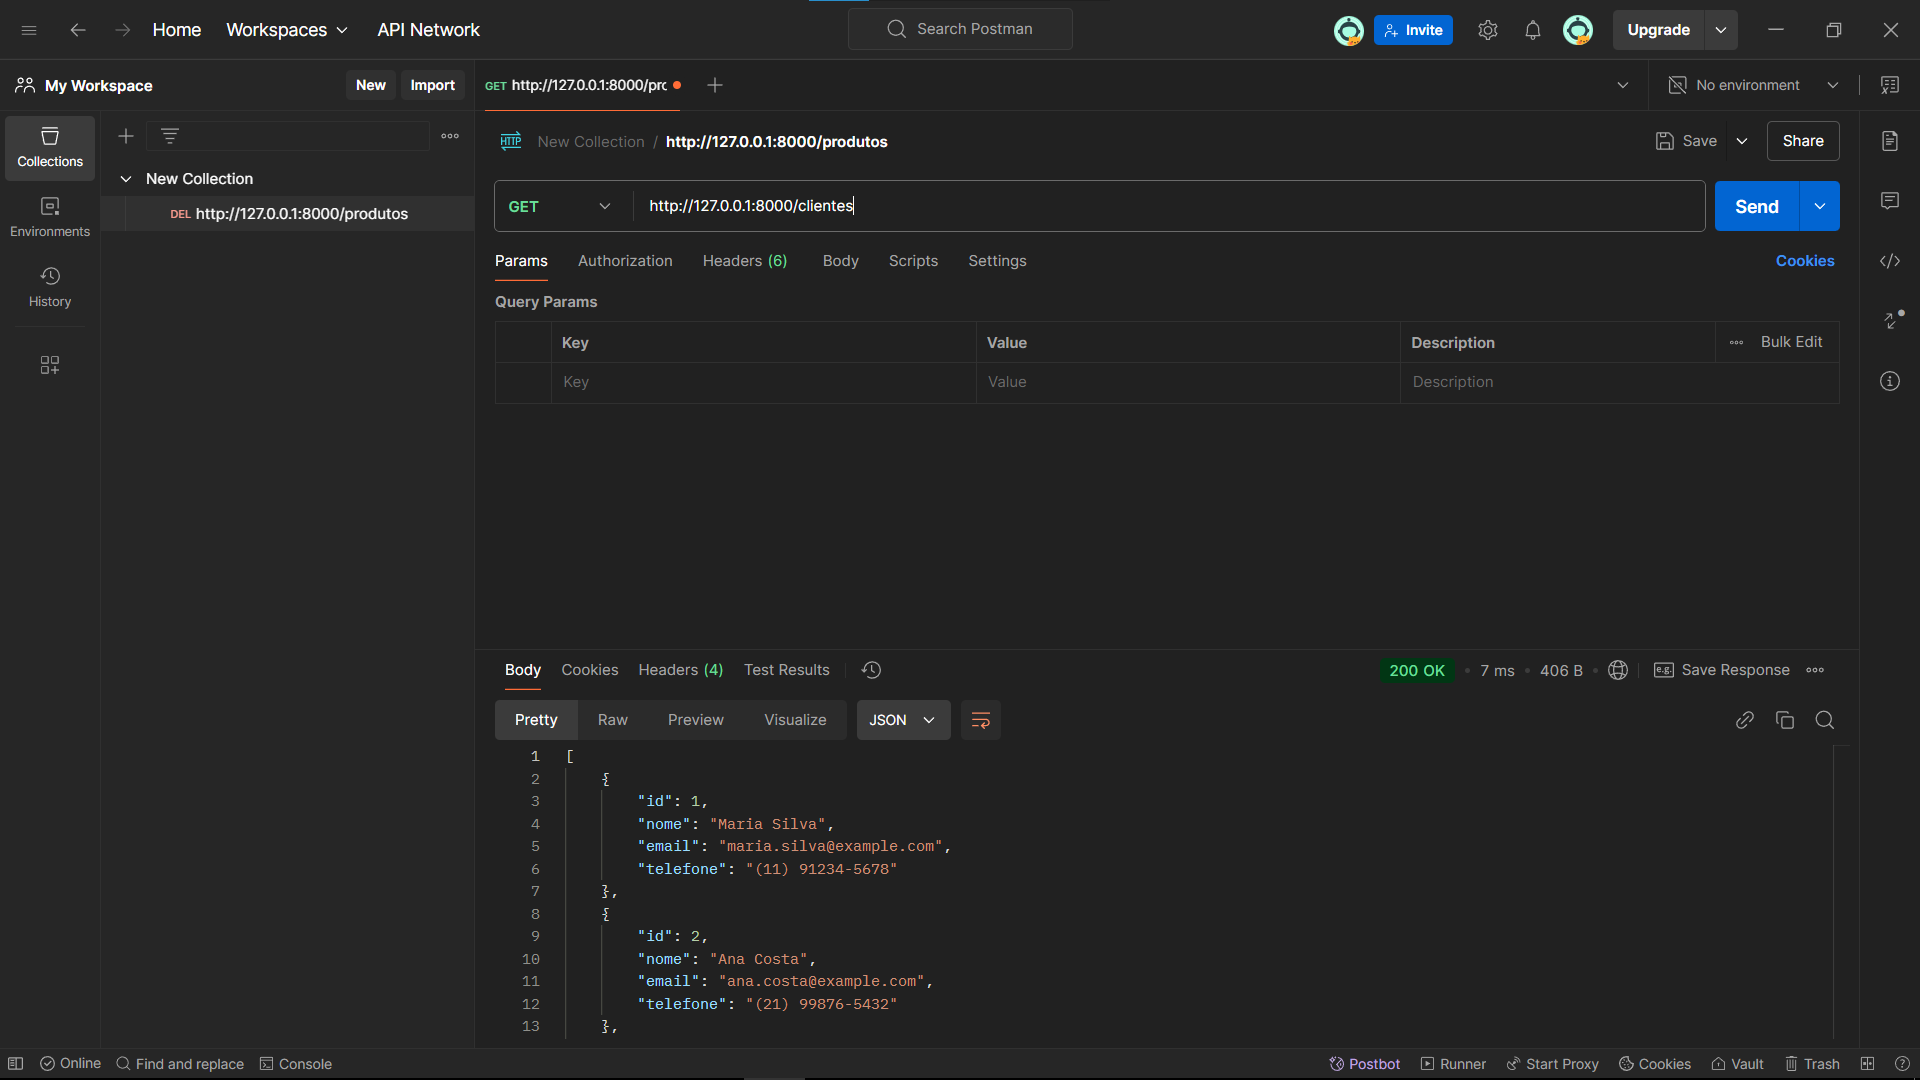 Home Workspaces API Network Search Postman Invite Upgrade
My Workspace New Import GET http://127.0.0.1:8000/pro No environment
Collections
Environments
History
New Collection
DEL http://127.0.0.1:8000/produtos
HTTP New Collection / http://127.0.0.1:8000/produtos Save Share
GET http://127.0.0.1:8000/clientes Send
Params Authorization Headers (6) Body Scripts Settings Cookies
Query Params
Key Value Description Bulk Edit
Key Value Description
Body Cookies Headers (4) Test Results 200 OK 7 ms 406 B e.g. Save Response
Pretty Raw Preview Visualize JSON
1 [
2 {
3 "id": 1,
4 "nome": "Maria Silva",
5 "email": "maria.silva@example.com",
6 "telefone": "(11) 91234-5678"
7 },
8 {
9 "id": 2,
10 "nome": "Ana Costa",
11 "email": "ana.costa@example.com",
12 "telefone": "(21) 99876-5432"
13 },
Online Find and replace Console Postbot Runner Start Proxy Cookies Vault Trash